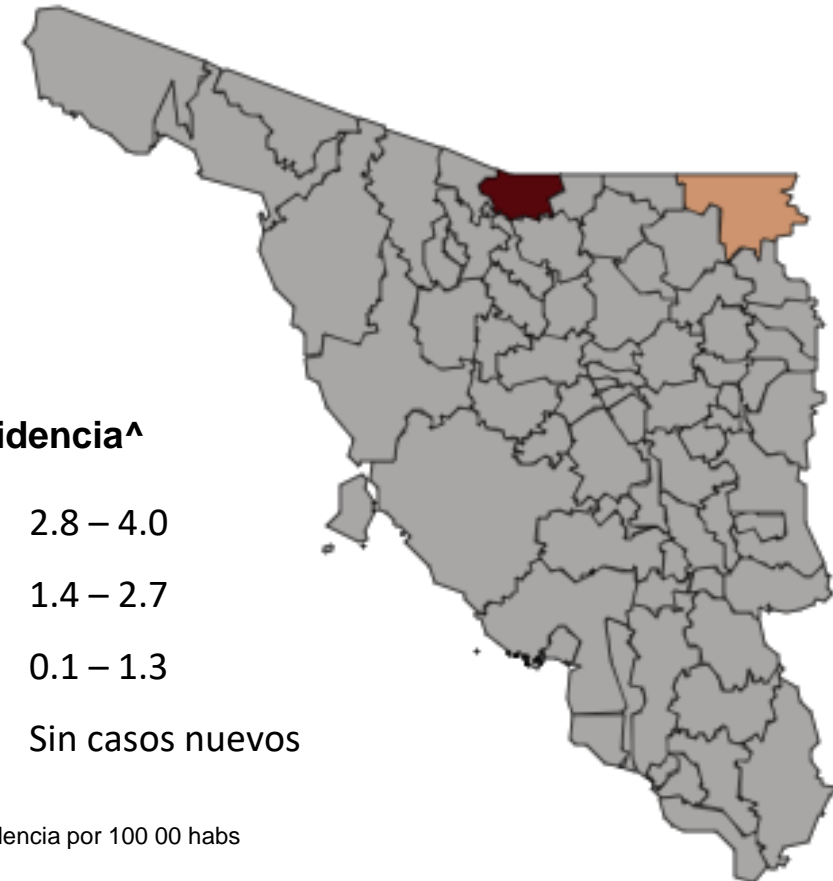 idencia^
2.8 – 4.0
1.4 – 2.7
0.1 – 1.3
Sin casos nuevos
dencia por 100 00 habs